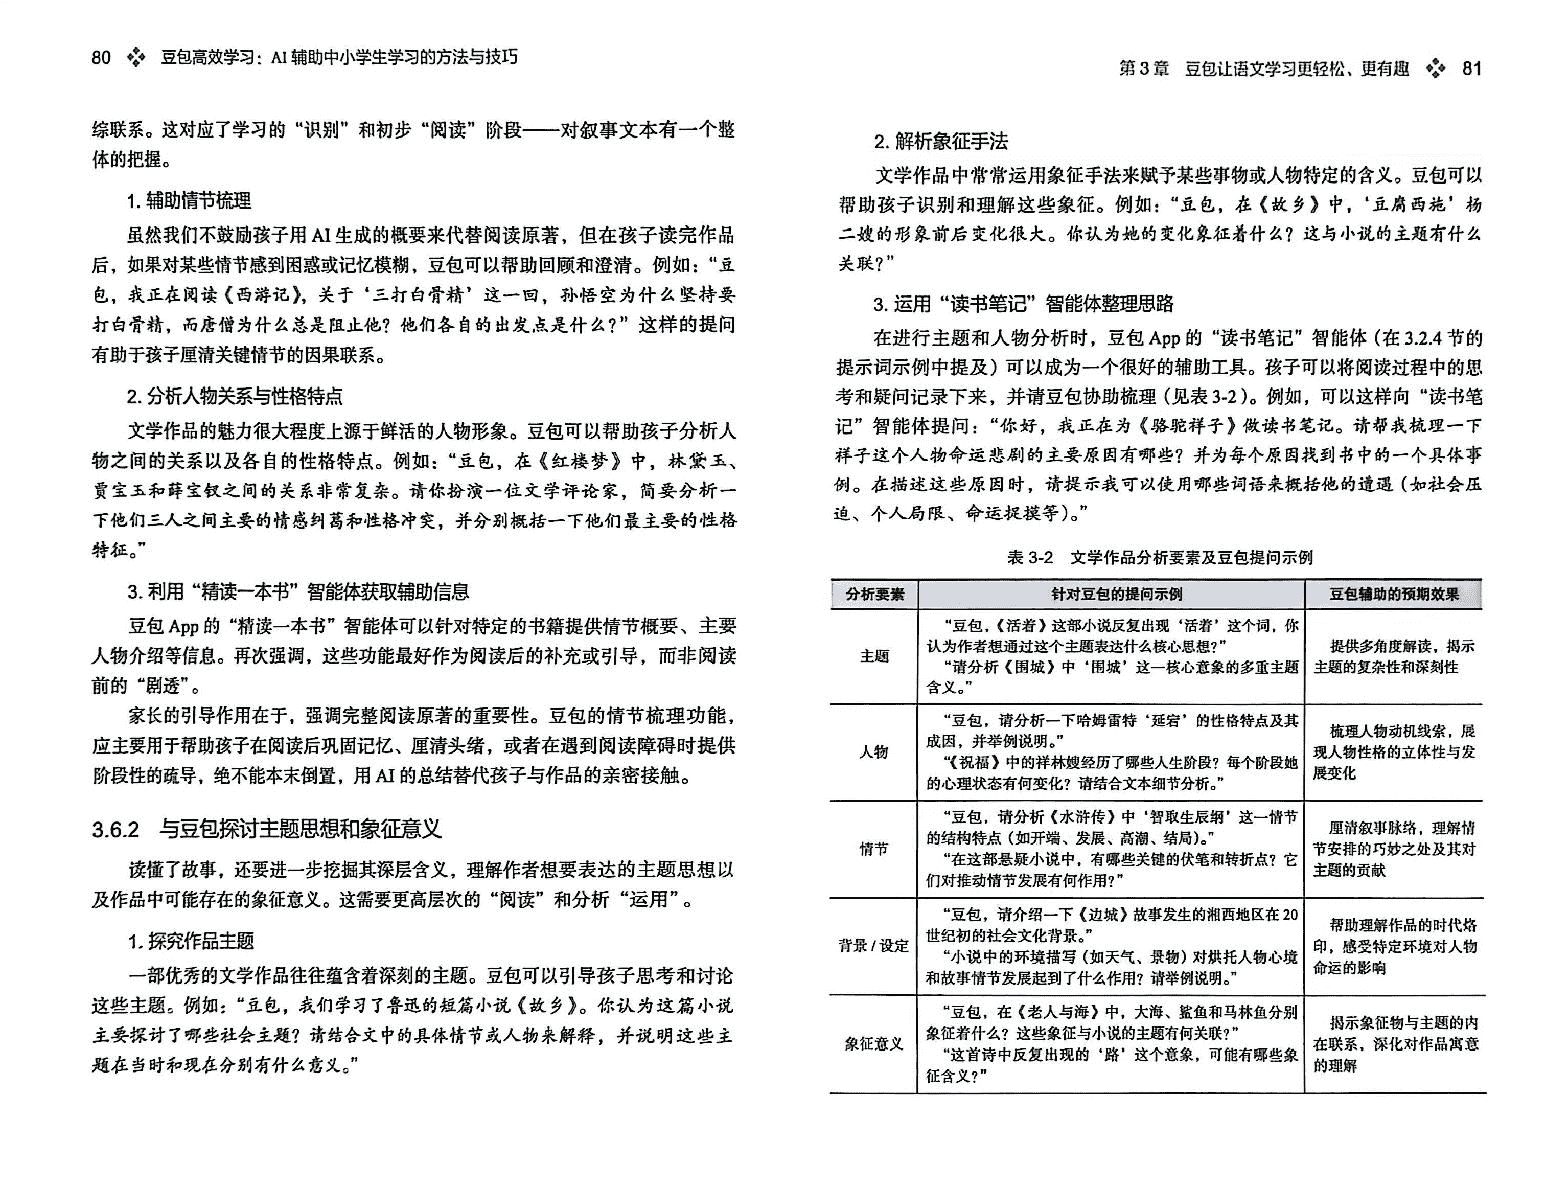 80 豆包高效学习：AI 辅助中小学生学习的方法与技巧
综联系。这对应了学习的“识别”和初步“阅读”阶段——对叙事文本有一个整
体的把握。
1. 辅助情节梳理
虽然我们不鼓励孩子用 AI 生成的概要来代替阅读原著，但在孩子读完作品
后，如果对某些情节感到困惑或记忆模糊，豆包可以帮助回顾和澄清。例如：“豆
包，我正在阅读《西游记》，关于‘三打白骨精’这一回，孙悟空为什么坚持要
打白骨精，而唐僧为什么总是阻止他？他们各自的出发点是什么？”这样的提问
有助于孩子厘清关键情节的因果联系。
2. 分析人物关系与性格特点
文学作品的魅力很大程度上源于鲜活的人物形象。豆包可以帮助孩子分析人
物之间的关系以及各自的性格特点。例如：“豆包，在《红楼梦》中，林黛玉、
贾宝玉和薛宝钗之间的关系非常复杂。请你扮演一位文学评论家，简要分析一
下他们三人之间主要的情感纠葛和性格冲突，并分别概括一下他们最主要的性格
特征。”
3. 利用“精读一本书”智能体获取辅助信息
豆包 App 的“精读一本书”智能体可以针对特定的书籍提供情节概要、主要
人物介绍等信息。再次强调，这些功能最好作为阅读后的补充或引导，而非阅读
前的“剧透”。
家长的引导作用在于，强调完整阅读原著的重要性。豆包的情节梳理功能，
应主要用于帮助孩子在阅读后巩固记忆、厘清头绪，或者在遇到阅读障碍时提供
阶段性的疏导，绝不能本末倒置，用 AI 的总结替代孩子与作品的亲密接触。
3.6.2 与豆包探讨主题思想和象征意义
读懂了故事，还要进一步挖掘其深层含义，理解作者想要表达的主题思想以
及作品中可能存在的象征意义。这需要更高层次的“阅读”和分析“运用”。
1. 探究作品主题
一部优秀的文学作品往往蕴含着深刻的主题。豆包可以引导孩子思考和讨论
这些主题。例如：“豆包，我们学习了鲁迅的短篇小说《故乡》。你认为这篇小说
主要探讨了哪些社会主题？请结合文中的具体情节或人物来解释，并说明这些主
题在当时和现在分别有什么意义。”
第 3 章 豆包让语文学习更轻松、更有趣 81
2. 解析象征手法
文学作品中常常运用象征手法来赋予某些事物或人物特定的含义。豆包可以
帮助孩子识别和理解这些象征。例如：“豆包，在《故乡》中，‘豆腐西施’杨
二嫂的形象前后变化很大。你认为她的变化象征着什么？这与小说的主题有什么
关联？”
3. 运用“读书笔记”智能体整理思路
在进行主题和人物分析时，豆包 App 的“读书笔记”智能体（在 3.2.4 节的
提示词示例中提及）可以成为一个很好的辅助工具。孩子可以将阅读过程中的思
考和疑问记录下来，并请豆包协助梳理（见表 3-2）。例如，可以这样向“读书笔
记”智能体提问：“你好，我正在为《骆驼祥子》做读书笔记。请帮我梳理一下
祥子这个人物命运悲剧的主要原因有哪些？并为每个原因找到书中的一个具体事
例。在描述这些原因时，请提示我可以使用哪些词语来概括他的遭遇（如社会压
迫、个人局限、命运捉摸等）。”
表 3-2 文学作品分析要素及豆包提问示例
分析要素 针对豆包的提问示例 豆包辅助的预期效果
主题
“豆包，《活着》这部小说反复出现‘活着’这个词，你
认为作者想通过这个主题表达什么核心思想？”
“请分析《围城》中‘围城’这一核心意象的多重主题
含义。”
提供多角度解读，揭示
主题的复杂性和深刻性
人物
“豆包，请分析一下哈姆雷特‘延宕’的性格特点及其
成因，并举例说明。”
“《祝福》中的祥林嫂经历了哪些人生阶段？每个阶段她
的心理状态有何变化？请结合文本细节分析。”
梳理人物动机线索，展
现人物性格的立体性与发
展变化
情节
“豆包，请分析《水浒传》中‘智取生辰纲’这一情节
的结构特点（如开端、发展、高潮、结局）。”
“在这部悬疑小说中，有哪些关键的伏笔和转折点？它
们对推动情节发展有何作用？”
厘清叙事脉络，理解情
节安排的巧妙之处及其对
主题的贡献
背景 / 设定
“豆包，请介绍一下《边城》故事发生的湘西地区在 20
世纪初的社会文化背景。”
“小说中的环境描写（如天气、景物）对烘托人物心境
和故事情节发展起到了什么作用？请举例说明。”
帮助理解作品的时代烙
印，感受特定环境对人物
命运的影响
象征意义
“豆包，在《老人与海》中，大海、鲨鱼和马林鱼分别
象征着什么？这些象征与小说的主题有何关联？”
“这首诗中反复出现的‘路’这个意象，可能有哪些象
征含义？”
揭示象征物与主题的内
在联系，深化对作品寓意
的理解